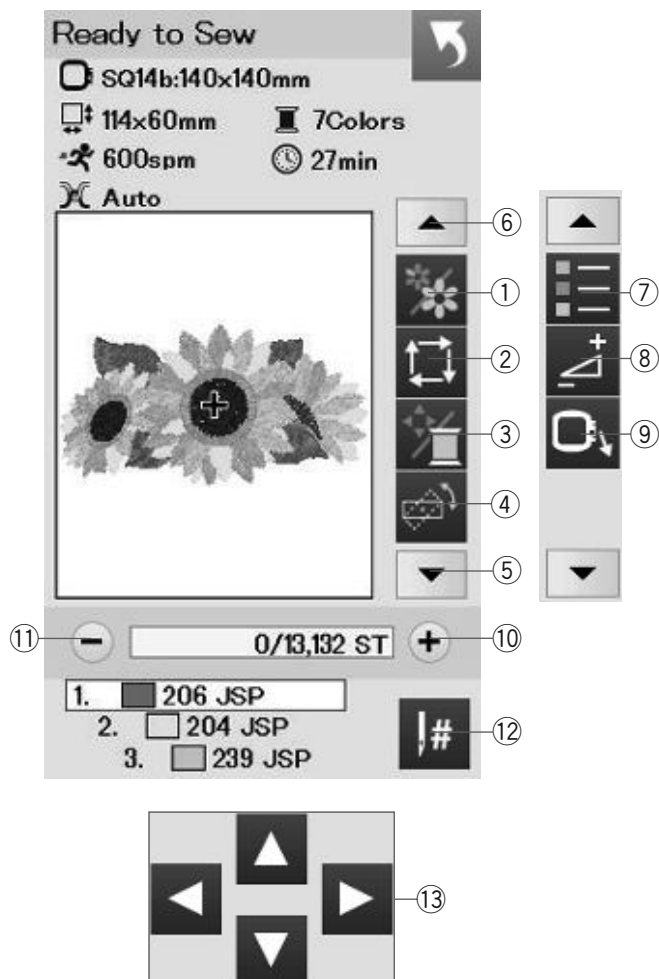 Ready to Sew
SQ14b:140x140mm
114x60mm 7Colors
600spm 27min
Auto
⑥
① ⑦
② ⑧
③ ⑨
④
⑤
⑪ − 0/13,132 ST + ⑩
1. 206 JSP
2. 204 JSP # ⑫
3. 239 JSP
⑬